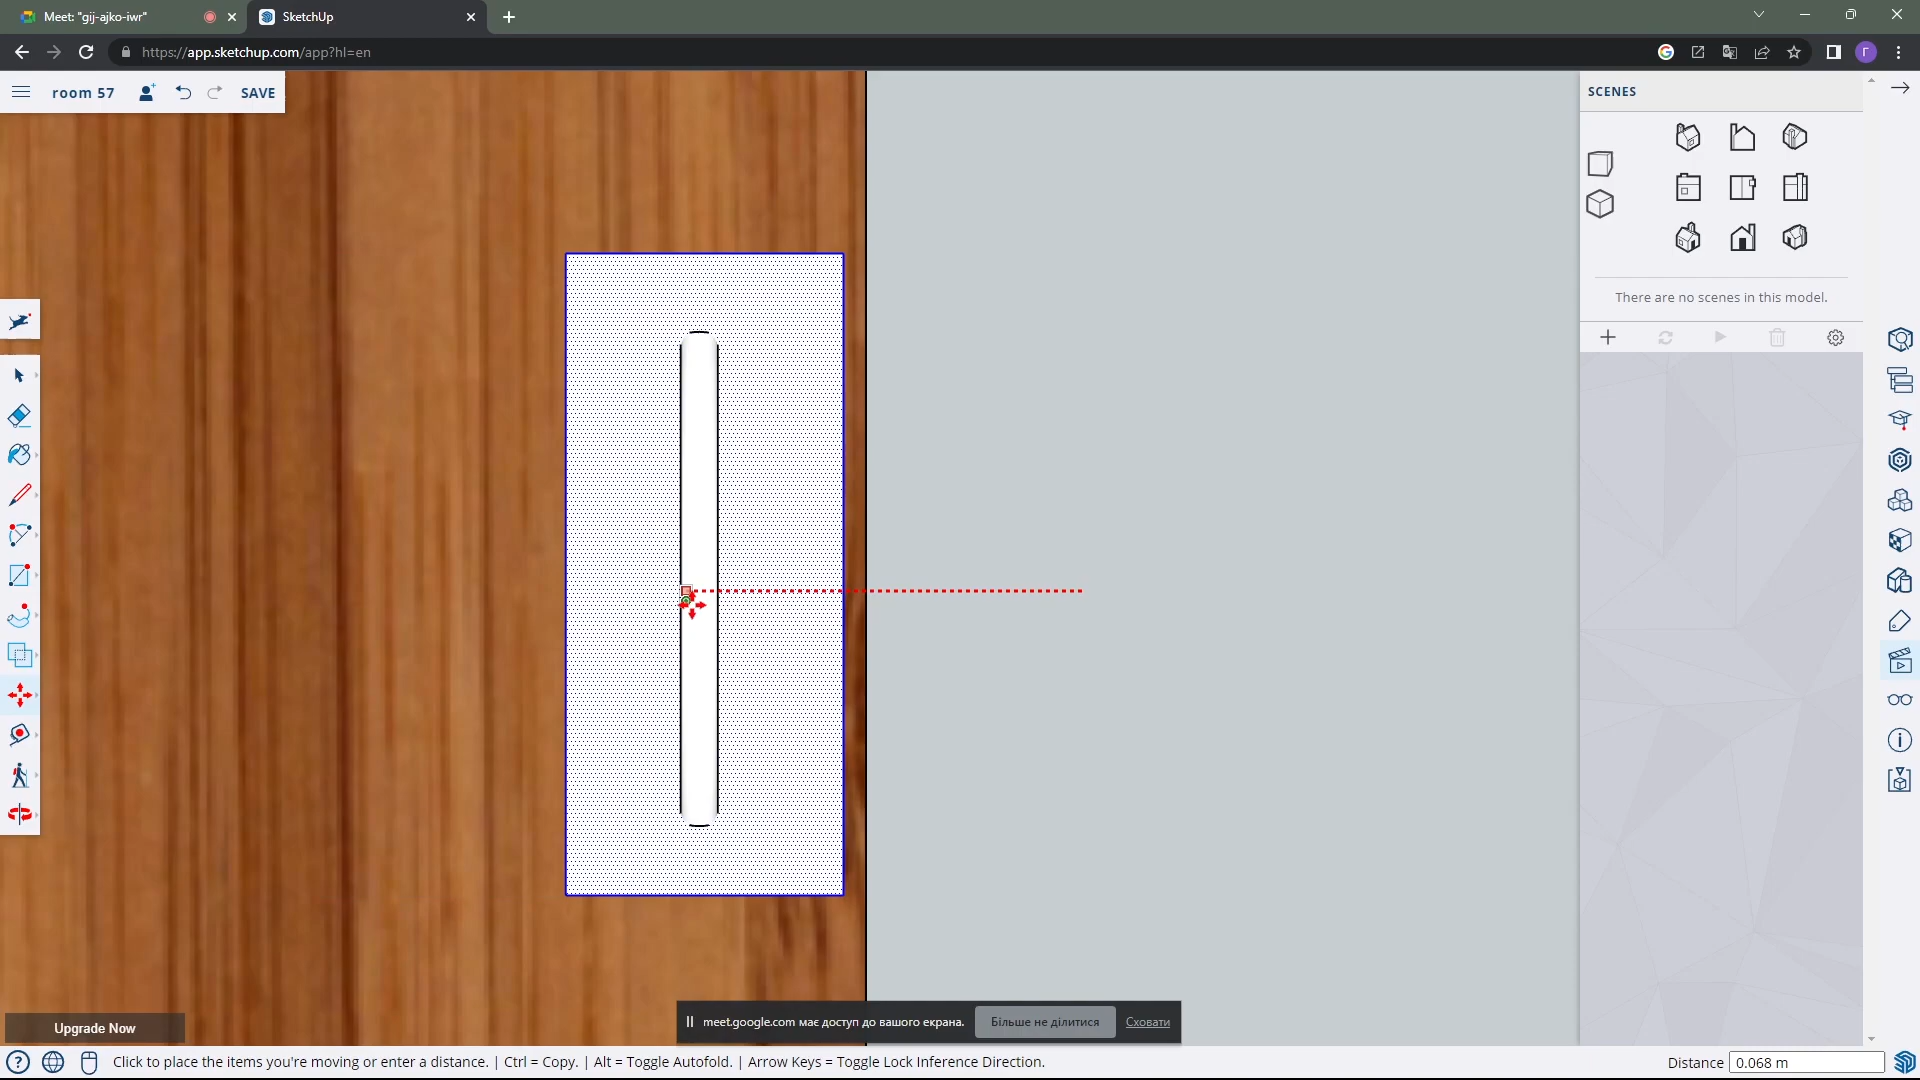 Meet: "gij-ajko-iwr"
SketchUp
https://app.sketchup.com/app?hl=en
Г
room 57
SAVE
SCENES
There are no scenes in this model.
Upgrade Now
meet.google.com має доступ до вашого екрана.
Більше не ділитися
Сховати
Click to place the items you're moving or enter a distance. | Ctrl = Copy. | Alt = Toggle Autofold. | Arrow Keys = Toggle Lock Inference Direction.
Distance 0.068 m